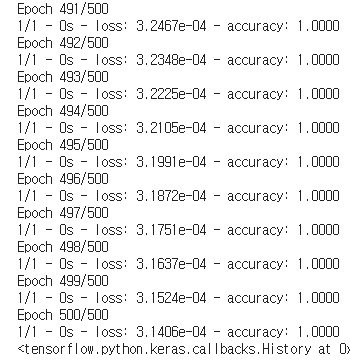 Epoch 491/500
1/1 - 0s - loss: 3.2467e-04 - accuracy: 1.0000
Epoch 492/500
1/1 - 0s - loss: 3.2348e-04 - accuracy: 1.0000
Epoch 493/500
1/1 - 0s - loss: 3.2225e-04 - accuracy: 1.0000
Epoch 494/500
1/1 - 0s - loss: 3.2105e-04 - accuracy: 1.0000
Epoch 495/500
1/1 - 0s - loss: 3.1991e-04 - accuracy: 1.0000
Epoch 496/500
1/1 - 0s - loss: 3.1872e-04 - accuracy: 1.0000
Epoch 497/500
1/1 - 0s - loss: 3.1751e-04 - accuracy: 1.0000
Epoch 498/500
1/1 - 0s - loss: 3.1637e-04 - accuracy: 1.0000
Epoch 499/500
1/1 - 0s - loss: 3.1524e-04 - accuracy: 1.0000
Epoch 500/500
1/1 - 0s - loss: 3.1406e-04 - accuracy: 1.0000
<tensorflow.python.keras.callbacks.History at 0x